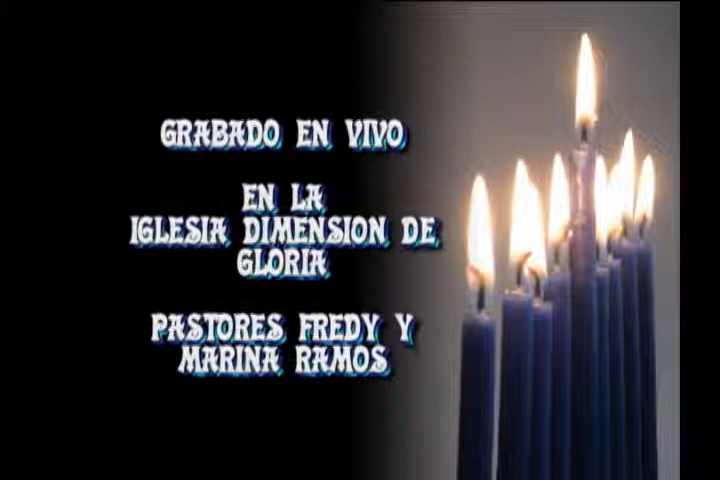 GRABADO EN VIVO
EN LA
IGLESIA DIMENSION DE
GLORIA
PASTORES FREDY Y
MARINA RAMOS